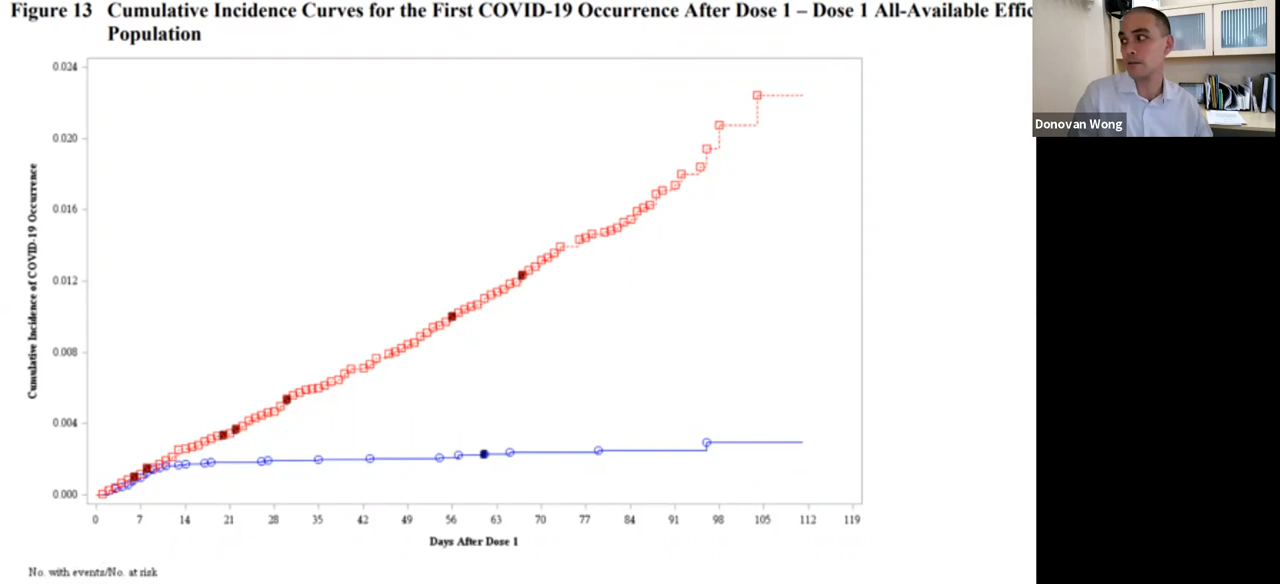 Figure 13 Cumulative Incidence Curves for the First COVID-19 Occurrence After Dose 1 – Dose 1 All-Available Effic
Population
Donovan Wong
Cumulative Incidence of COVID-19 Occurrence
0.024
0.020
0.016
0.012
0.008
0.004
0.000
0 7 14 21 28 35 42 49 56 63 70 77 84 91 98 105 112 119
Days After Dose 1
No. with events/No. at risk